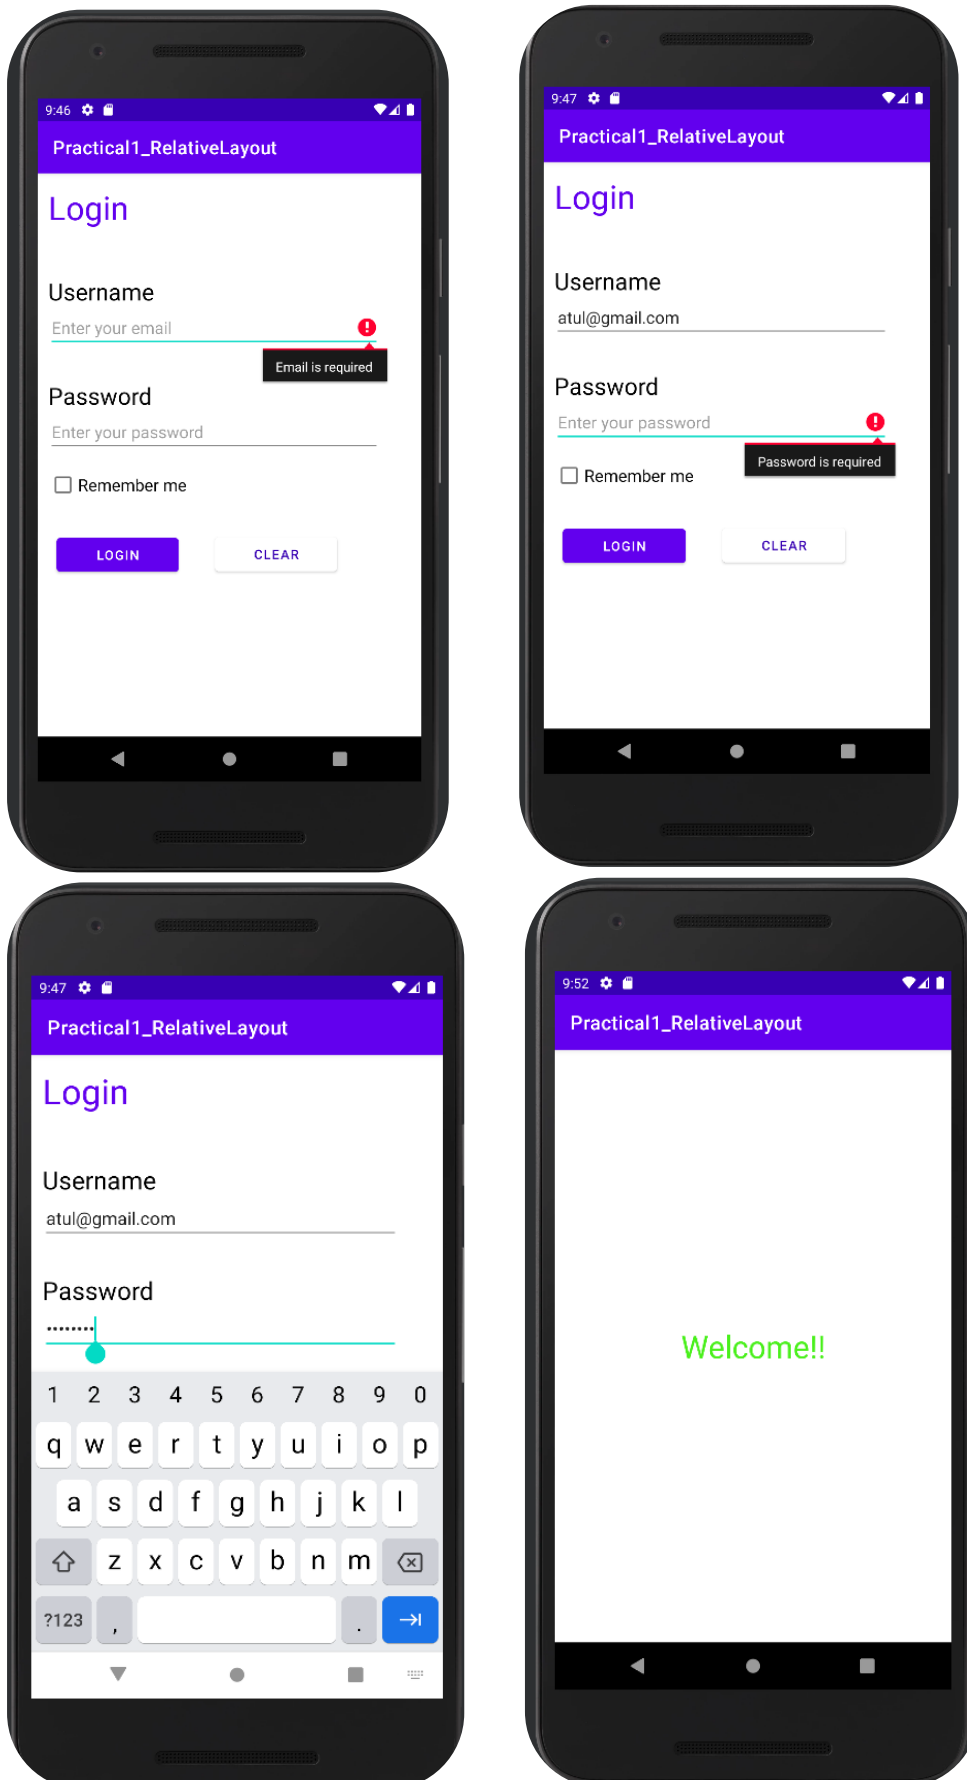 9:46
Practical1_RelativeLayout
Login
Username
Enter your email
Email is required
Password
Enter your password
Remember me
LOGIN CLEAR
9:47
Practical1_RelativeLayout
Login
Username
atul@gmail.com
Password
Enter your password
Password is required
Remember me
LOGIN CLEAR
9:47
Practical1_RelativeLayout
Login
Username
atul@gmail.com
Password
••••••••
1 2 3 4 5 6 7 8 9 0
q w e r t y u i o p
a s d f g h j k l
z x c v b n m
?123 , .
9:52
Practical1_RelativeLayout
Welcome!!